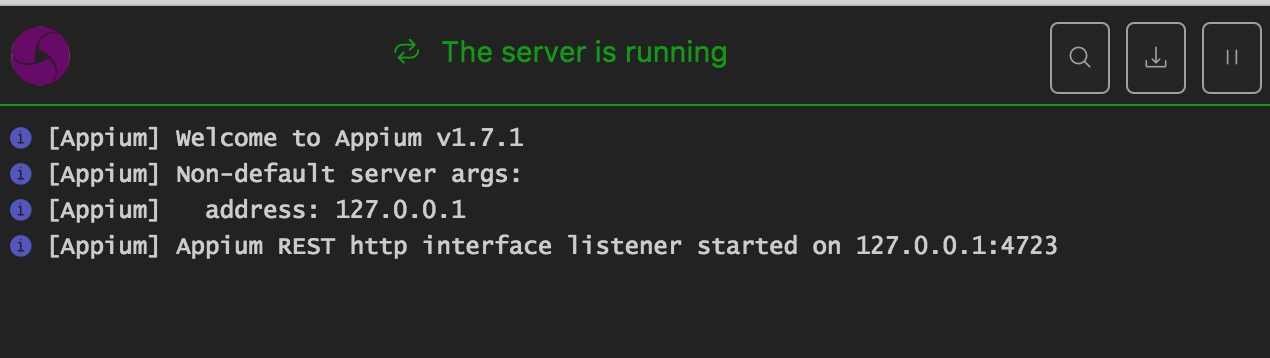 The server is running
[Appium] Welcome to Appium v1.7.1
[Appium] Non-default server args:
[Appium]   address: 127.0.0.1
[Appium] Appium REST http interface listener started on 127.0.0.1:4723